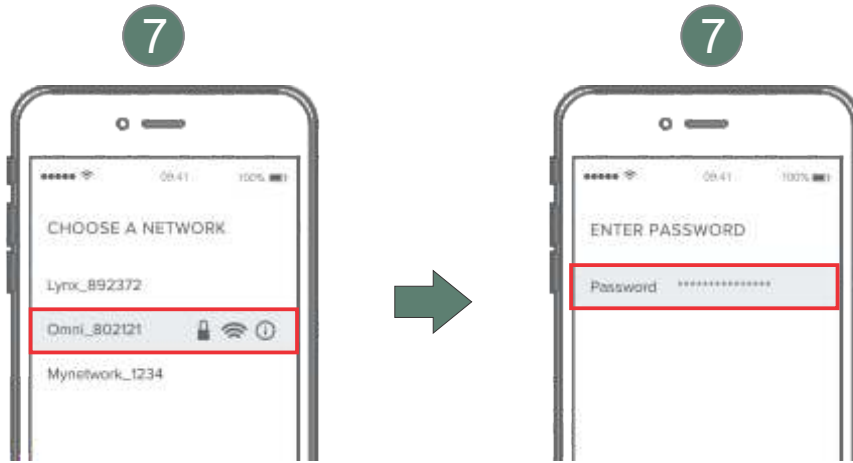 7
09:41 100%
CHOOSE A NETWORK
Lynx_892372
Omni_802121
Mynetwork_1234
7
09:41 100%
ENTER PASSWORD
Password ***************